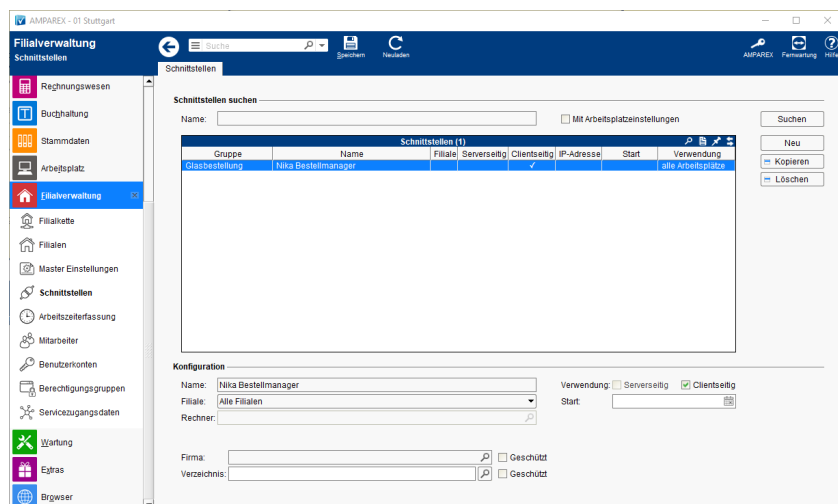 AMPAREX - 01 Stuttgart
Filialverwaltung
Schnittstellen
Suche
Speichern
Neuladen
AMPAREX
Fernwartung
Hilfe
Schnittstellen
Rechnungswesen
Buchhaltung
Stammdaten
Arbeitsplatz
Filialverwaltung
Filialkette
Filialen
Master Einstellungen
Schnittstellen
Arbeitszeiterfassung
Mitarbeiter
Benutzerkonten
Berechtigungsgruppen
Servicezugangsdaten
Wartung
Extras
Browser
Schnittstellen suchen
Name:
Mit Arbeitsplatzeinstellungen
Suchen
Schnittstellen (1)
Neu
Gruppe Name Filiale Serverseitig Clientseitig IP-Adresse Start Verwendung
Glasbestellung Nika Bestellmanager ✓ alle Arbeitsplätze
Kopieren
Löschen
Konfiguration
Name: Nika Bestellmanager
Verwendung: Serverseitig Clientseitig
Filiale: Alle Filialen
Start:
Rechner:
Firma: Geschützt
Verzeichnis: Geschützt